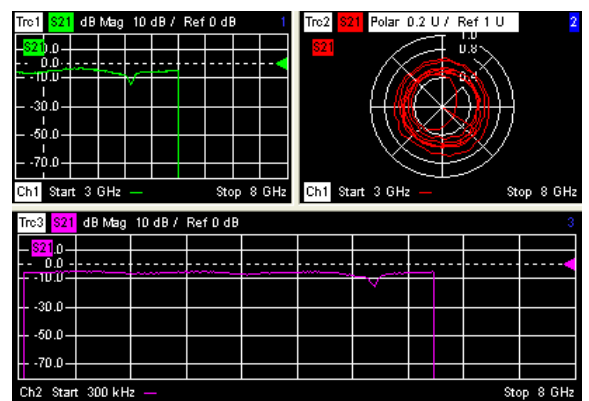 Trc1 S21 dB Mag 10 dB / Ref 0 dB 1
S21 0.0
0.0
-10.0
-30.0
-50.0
-70.0
Ch1 Start 3 GHz — Stop 8 GHz
Trc2 S21 Polar 0.2 U / Ref 1 U 2
S21
1.0
0.8
0.4
Ch1 Start 3 GHz — Stop 8 GHz
Trc3 S21 dB Mag 10 dB / Ref 0 dB 3
S21 .0
0.0
-10.0
-30.0
-50.0
-70.0
Ch2 Start 300 kHz — Stop 8 GHz